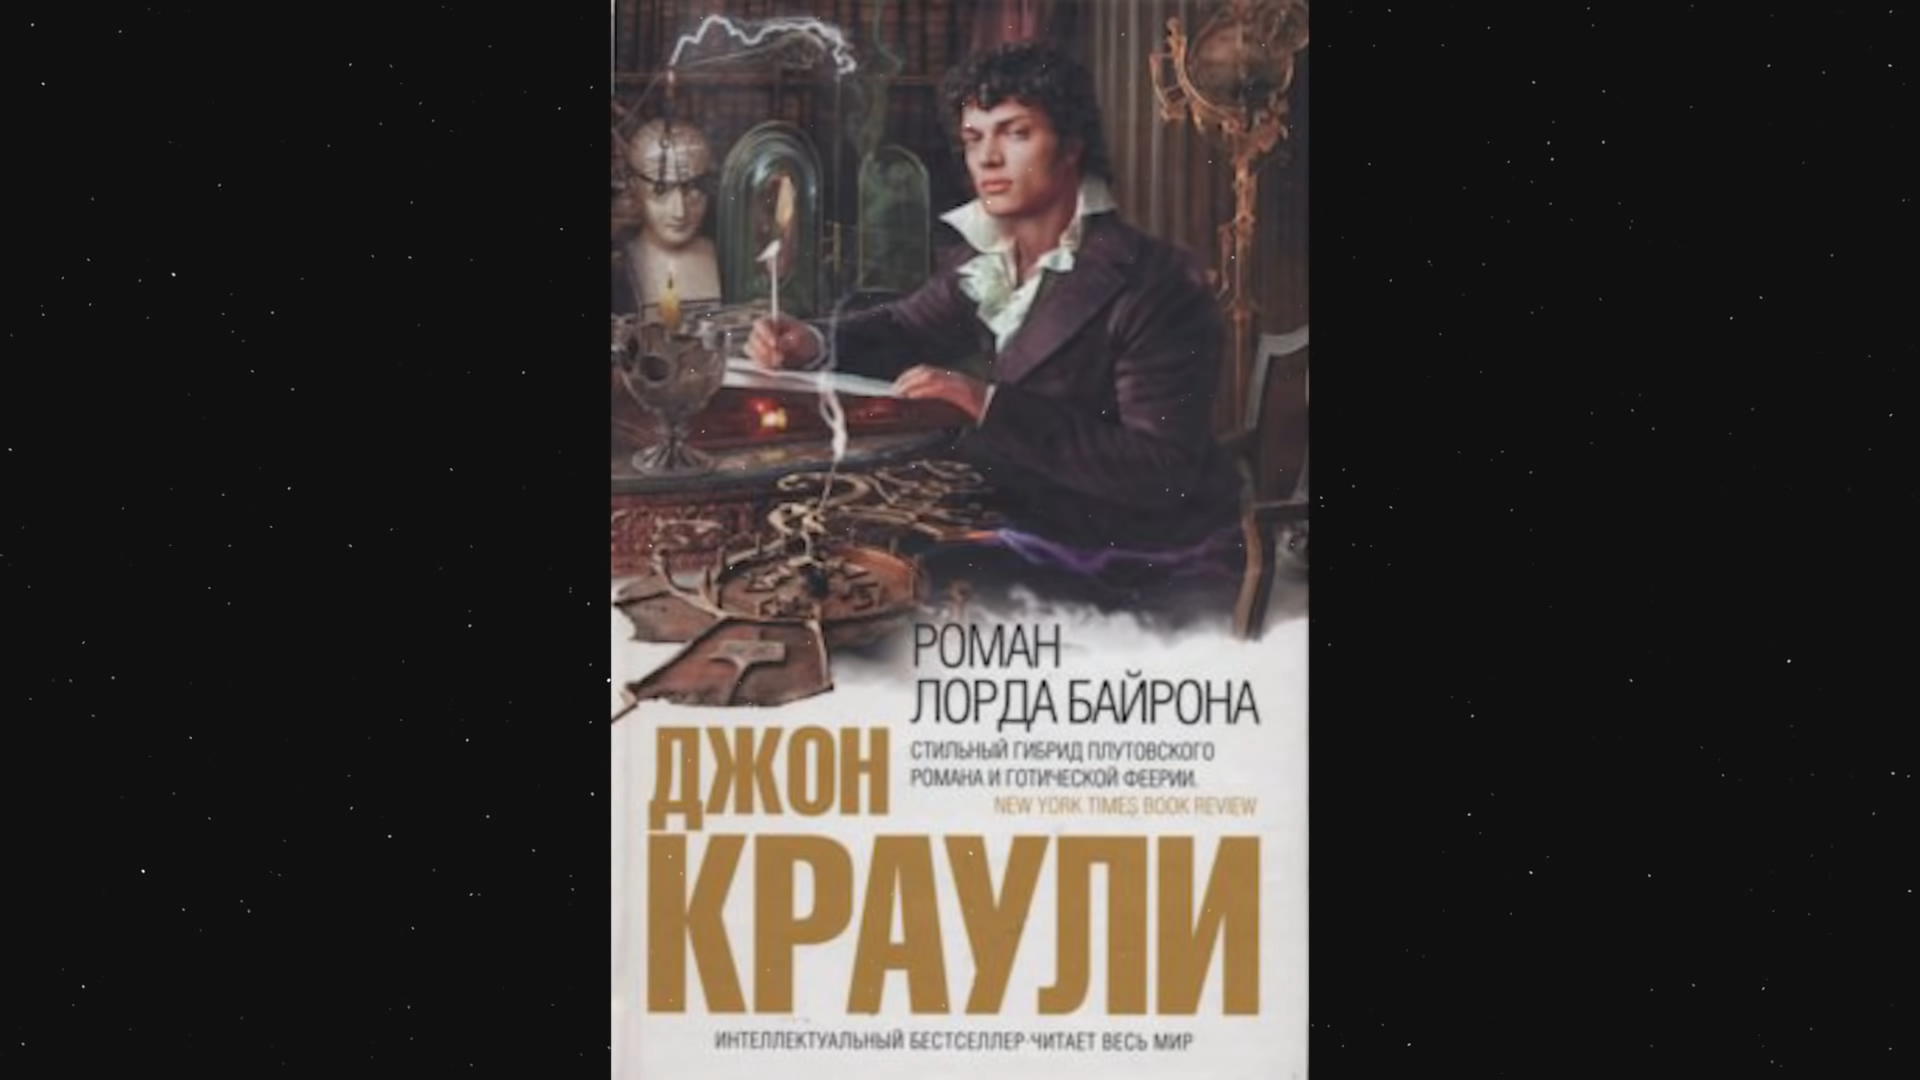 РОМАН
ЛОРДА БАЙРОНА
СТИЛЬНЫЙ ГИБРИД ПЛУТОВСКОГО
РОМАНА И ГОТИЧЕСКОЙ ФЕЕРИИ.
NEW YORK TIMES BOOK REVIEW
ДЖОН
КРАУЛИ
ИНТЕЛЛЕКТУАЛЬНЫЙ БЕСТСЕЛЛЕР-ЧИТАЕТ ВЕСЬ МИР